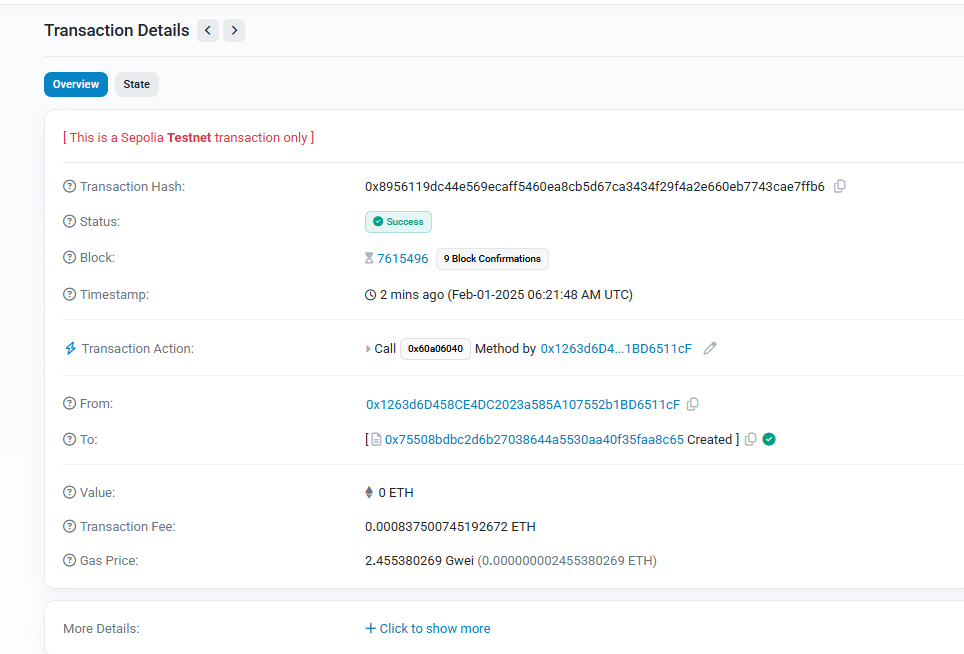 Transaction Details
Overview State
[ This is a Sepolia Testnet transaction only ]
Transaction Hash: 0x8956119dc44e569ecaff5460ea8cb5d67ca3434f29f4a2e660eb7743cae7ffb6
Status: Success
Block: 7615496 9 Block Confirmations
Timestamp: 2 mins ago (Feb-01-2025 06:21:48 AM UTC)
Transaction Action: Call 0x60a06040 Method by 0x1263d6D4...1BD6511cF
From: 0x1263d6D458CE4DC2023a585A107552b1BD6511cF
To: [ 0x75508bdbc2d6b27038644a5530aa40f35faa8c65 Created ]
Value: 0 ETH
Transaction Fee: 0.000837500745192672 ETH
Gas Price: 2.455380269 Gwei (0.000000002455380269 ETH)
More Details: + Click to show more